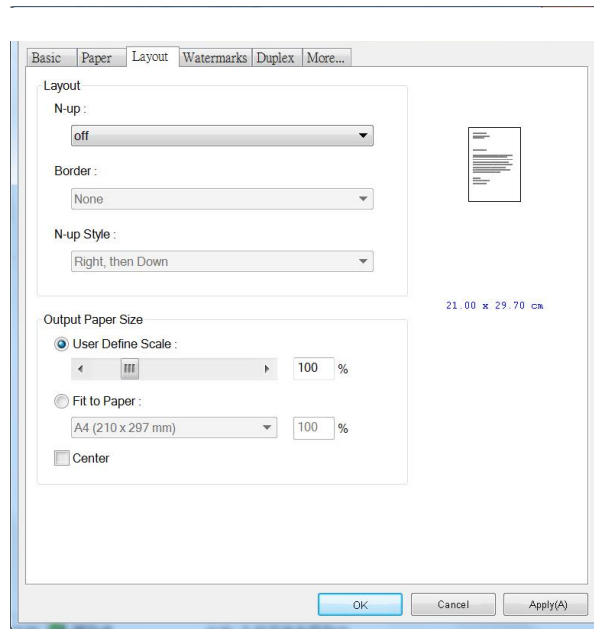 Basic Paper Layout Watermarks Duplex More...
Layout
N-up :
off
Border :
None
N-up Style :
Right, then Down
21.00 x 29.70 cm
Output Paper Size
User Define Scale :
100 %
Fit to Paper :
A4 (210 x 297 mm) 100 %
Center
OK Cancel Apply(A)